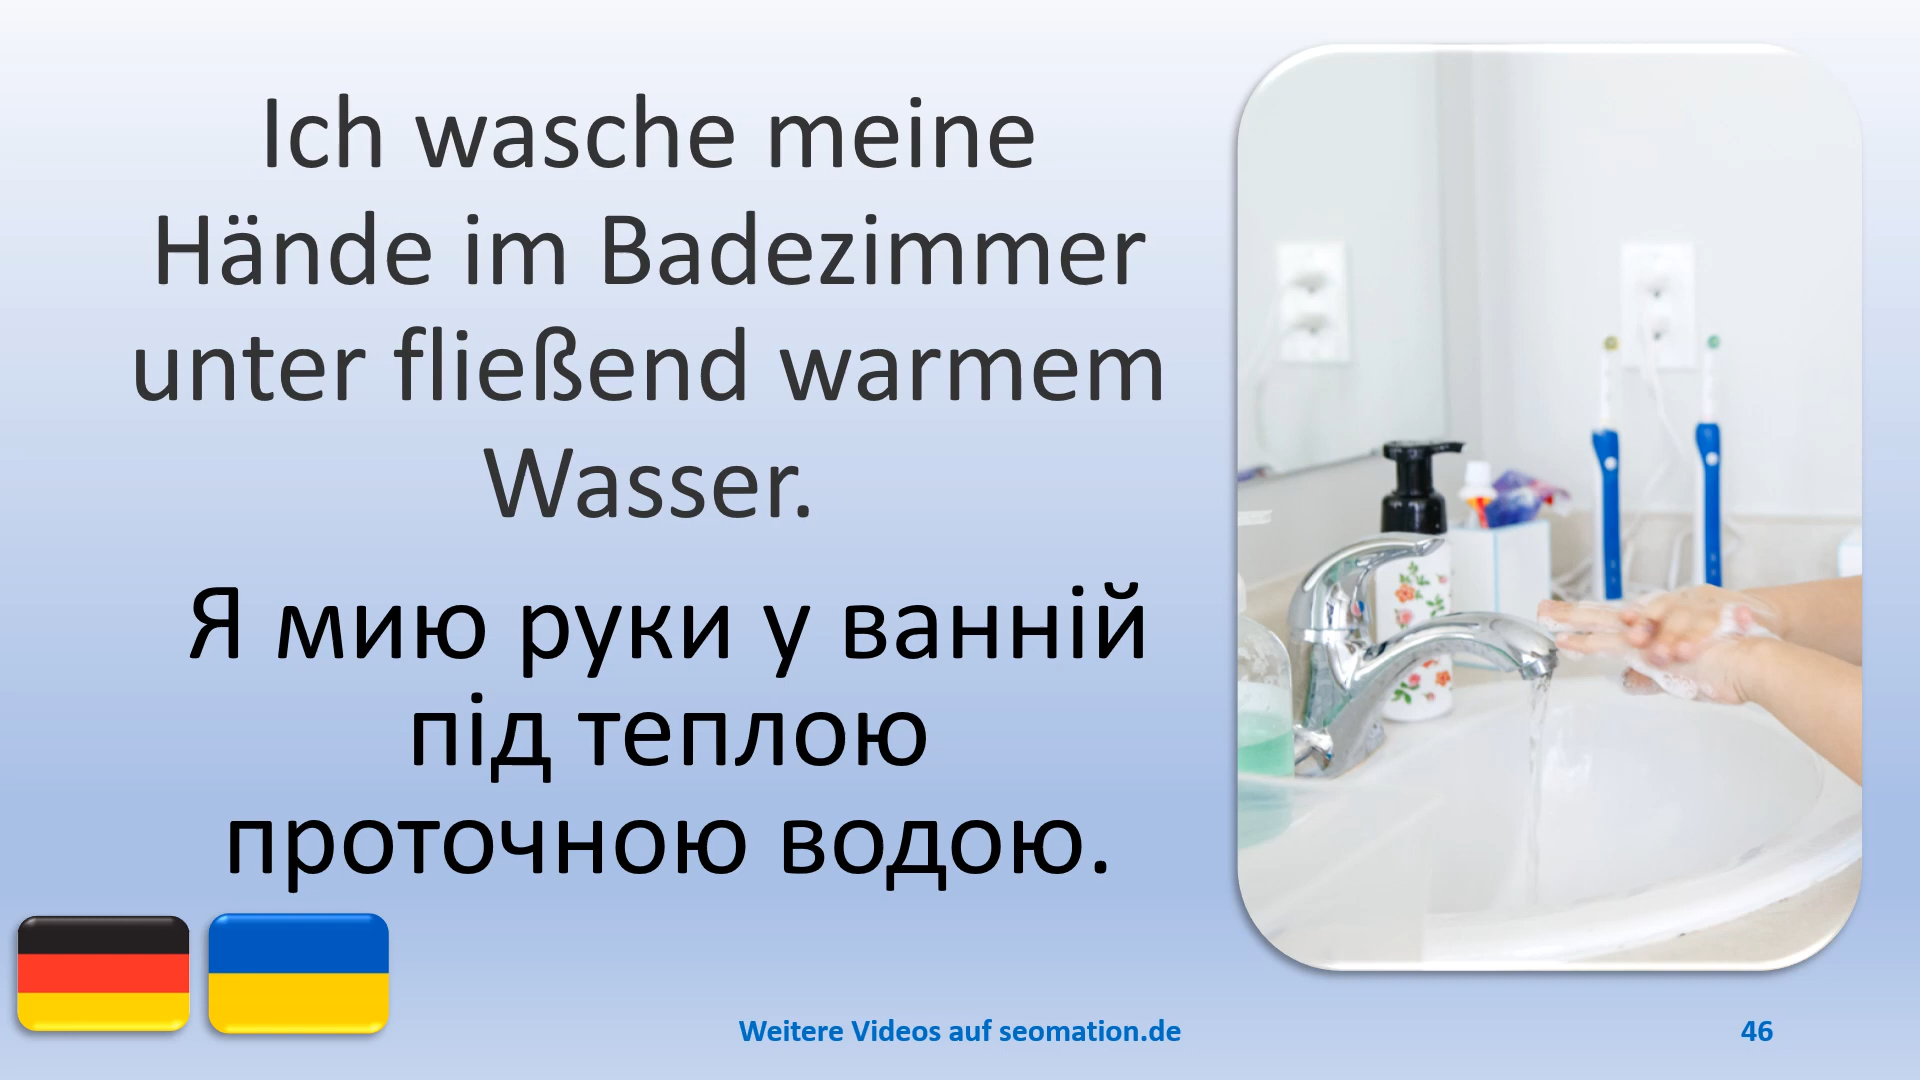 Ich wasche meine
Hände im Badezimmer
unter fließend warmem
Wasser.
Я мию руки у ванній
під теплою
проточною водою.
Weitere Videos auf seomation.de
46